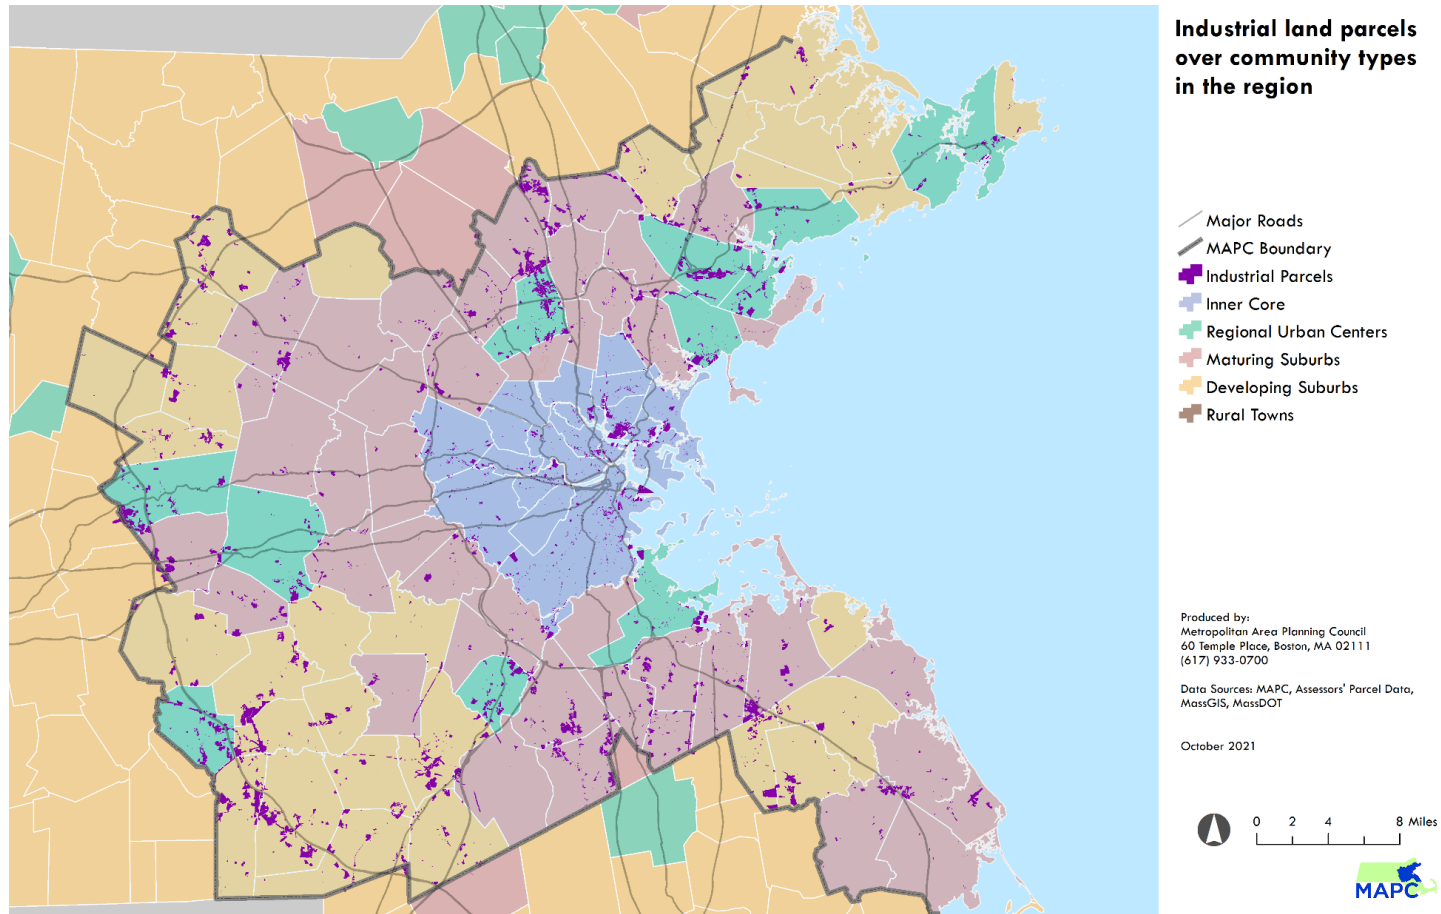 Industrial land parcels
over community types
in the region
Major Roads
MAPC Boundary
Industrial Parcels
Inner Core
Regional Urban Centers
Maturing Suburbs
Developing Suburbs
Rural Towns
Produced by:
Metropolitan Area Planning Council
60 Temple Place, Boston, MA 02111
(617) 933-0700
Data Sources: MAPC, Assessors' Parcel Data,
MassGIS, MassDOT
October 2021
0 2 4 8 Miles
MAPC